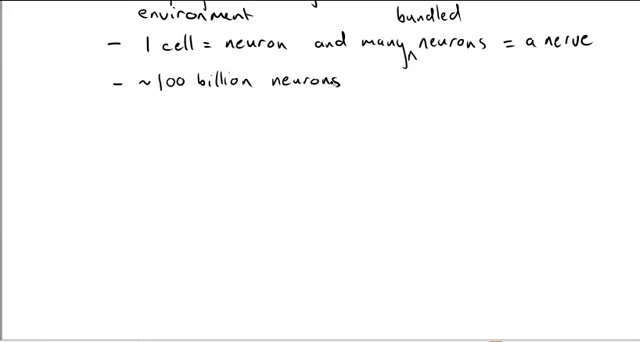 environment bundled
- 1 cell = neuron and many neurons = a nerve
- ~100 billion neurons